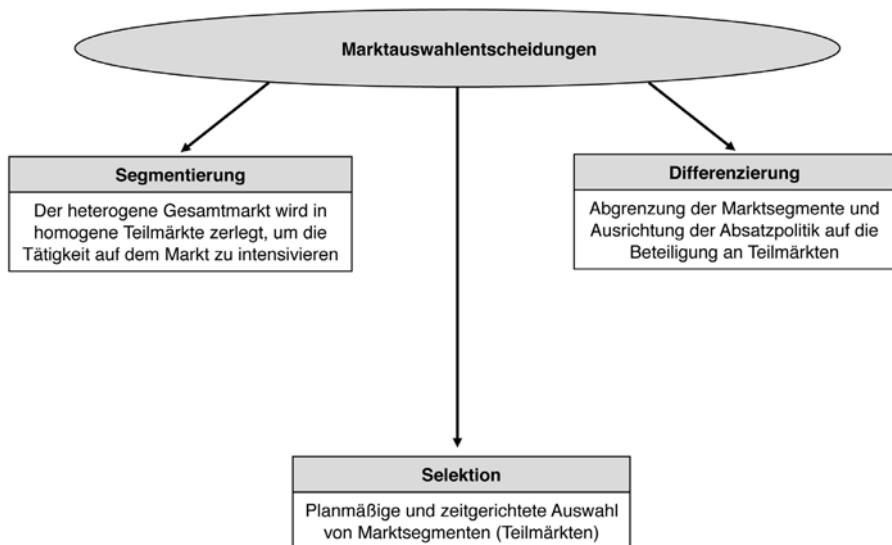 Marktauswahlentscheidungen
Segmentierung
Der heterogene Gesamtmarkt wird in
homogene Teilmärkte zerlegt, um die
Tätigkeit auf dem Markt zu intensivieren
Differenzierung
Abgrenzung der Marktsegmente und
Ausrichtung der Absatzpolitik auf die
Beteiligung an Teilmärkten
Selektion
Planmäßige und zeitgerichtete Auswahl
von Marktsegmenten (Teilmärkten)